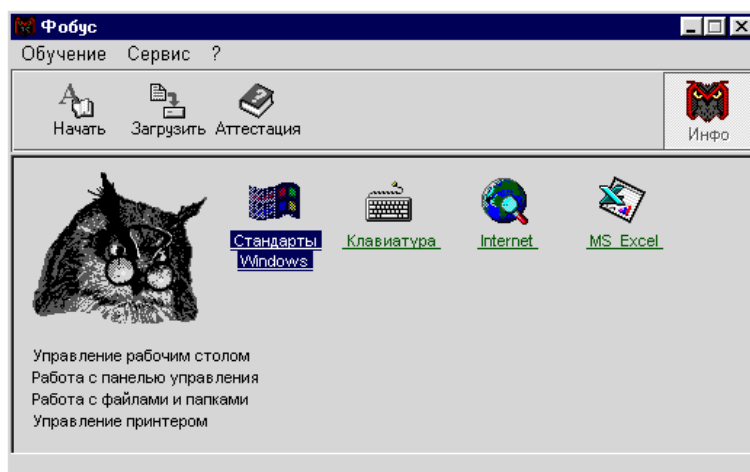 Фобус
Обучение Сервис ?
Начать Загрузить Аттестация
Инфо
Стандарты Windows
Клавиатура
Internet
MS Excel
Управление рабочим столом
Работа с панелью управления
Работа с файлами и папками
Управление принтером